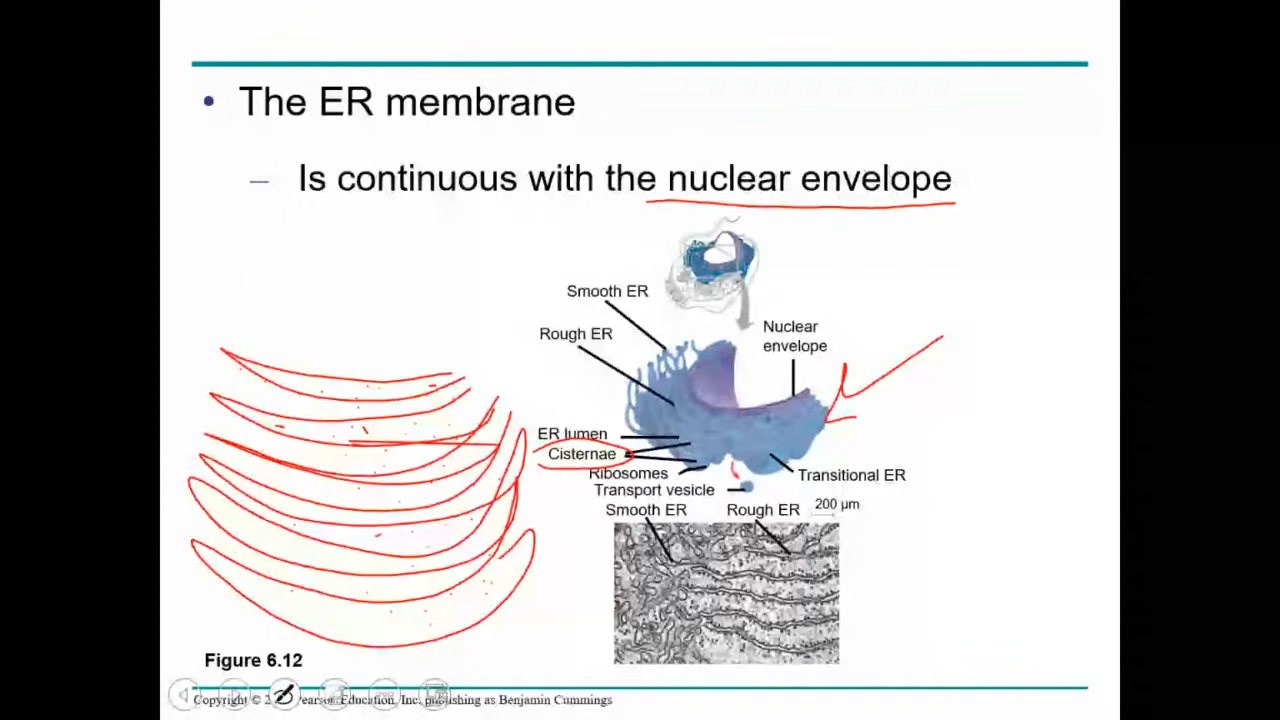 • The ER membrane
– Is continuous with the nuclear envelope
Smooth ER
Rough ER
Nuclear
envelope
ER lumen
Cisternae
Ribosomes
Transport vesicle
Transitional ER
Smooth ER
Rough ER
200 µm
Figure 6.12
Copyright © Pearson Education, Inc. publishing as Benjamin Cummings